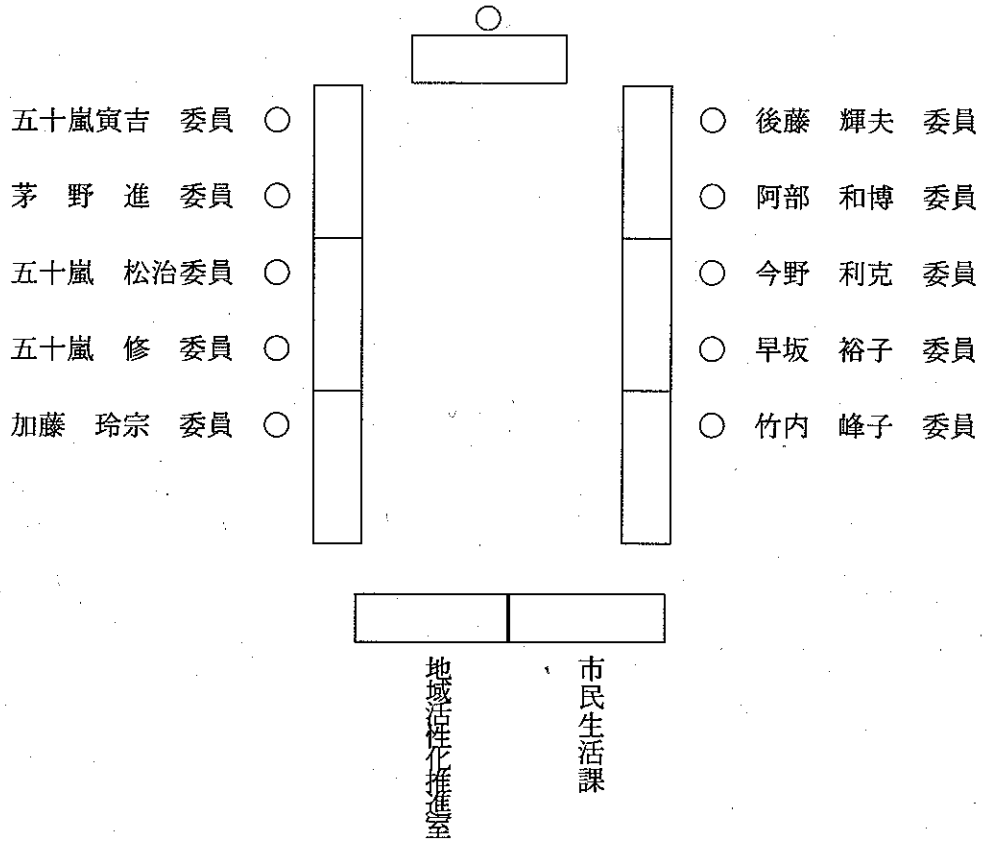 五十嵐寅吉　委員　○
茅　野　進　委員　○
五十嵐　松治委員　○
五十嵐　修　委員　○
加藤　玲宗　委員　○
○　後藤　輝夫　委員
○　阿部　和博　委員
○　今野　利克　委員
○　早坂　裕子　委員
○　竹内　峰子　委員
地域活性化推進室
市民生活課